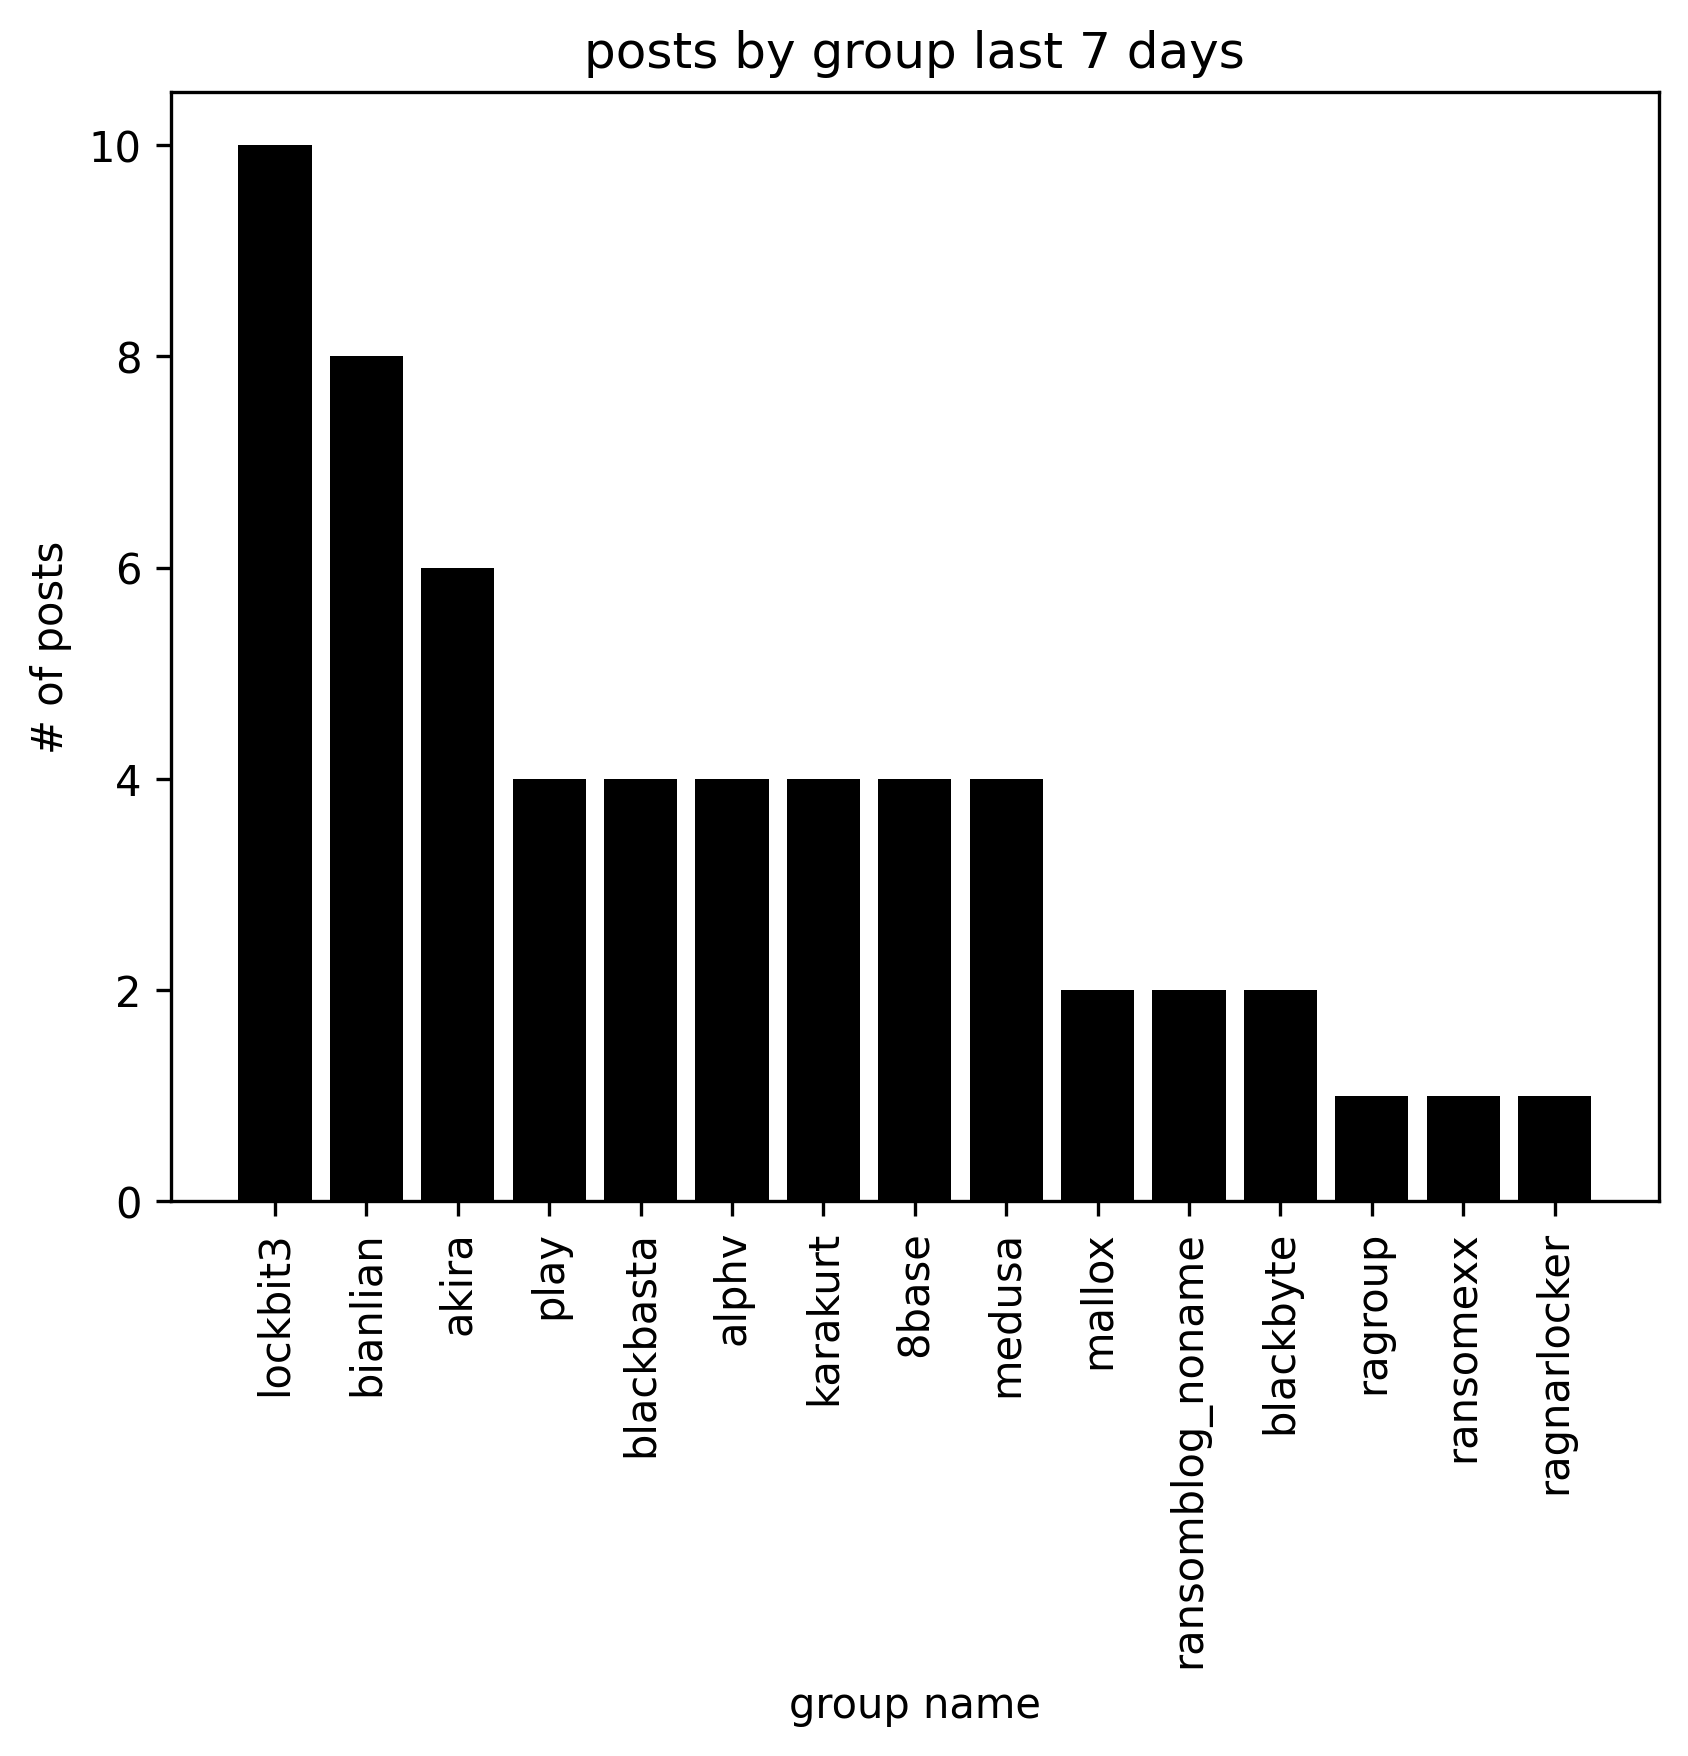 posts by group last 7 days
# of posts
10
8
6
4
2
0
lockbit3
bianlian
akira
play
blackbasta
alphv
karakurt
8base
medusa
mallox
ransomblog_noname
blackbyte
ragroup
ransomexx
ragnarlocker
group name